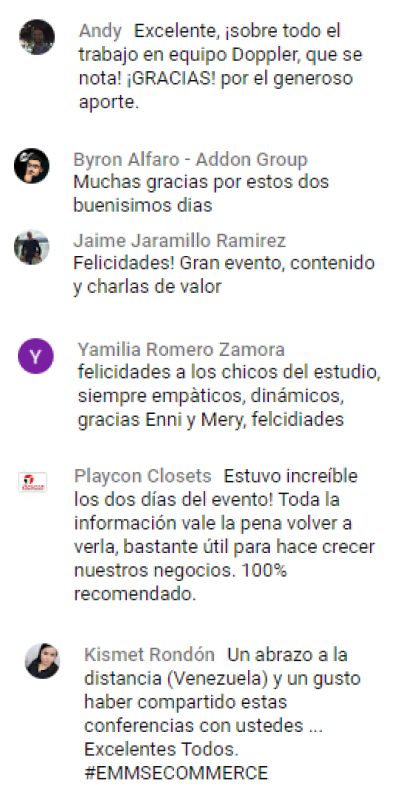 Andy Excelente, ¡sobre todo el
trabajo en equipo Doppler, que se
nota! ¡GRACIAS! por el generoso
aporte.
Byron Alfaro - Addon Group
Muchas gracias por estos dos
buenisimos dias
Jaime Jaramillo Ramirez
Felicidades! Gran evento, contenido
y charlas de valor
Y
Yamilia Romero Zamora
felicidades a los chicos del estudio,
siempre empàticos, dinámicos,
gracias Enni y Mery, felcidiades
Playcon Closets Estuvo increíble
los dos días del evento! Toda la
información vale la pena volver a
verla, bastante útil para hace crecer
nuestros negocios. 100%
recomendado.
Kismet Rondón Un abrazo a la
distancia (Venezuela) y un gusto
haber compartido estas
conferencias con ustedes ...
Excelentes Todos.
#EMMSECOMMERCE